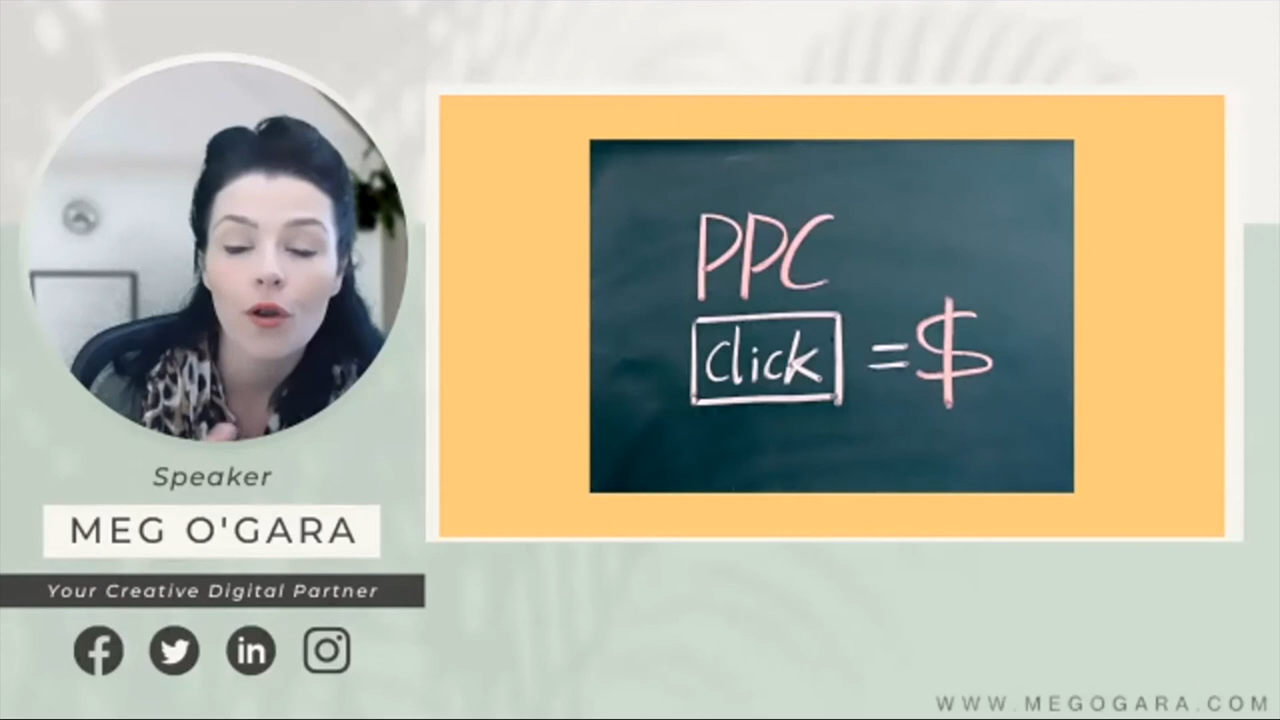 Speaker
MEG O'GARA
Your Creative Digital Partner
PPC
Click = $
WWW.MEGOGARA.COM